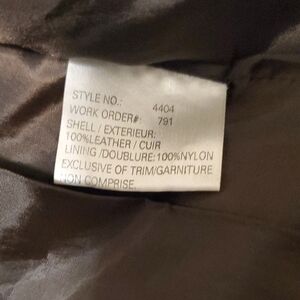 STYLE NO.: 4404
WORK ORDER#: 791
SHELL / EXTERIEUR:
100%LEATHER / CUIR
LINING /DOUBLURE:100%NYLON
EXCLUSIVE OF TRIM/GARNITURE
NON COMPRISE.